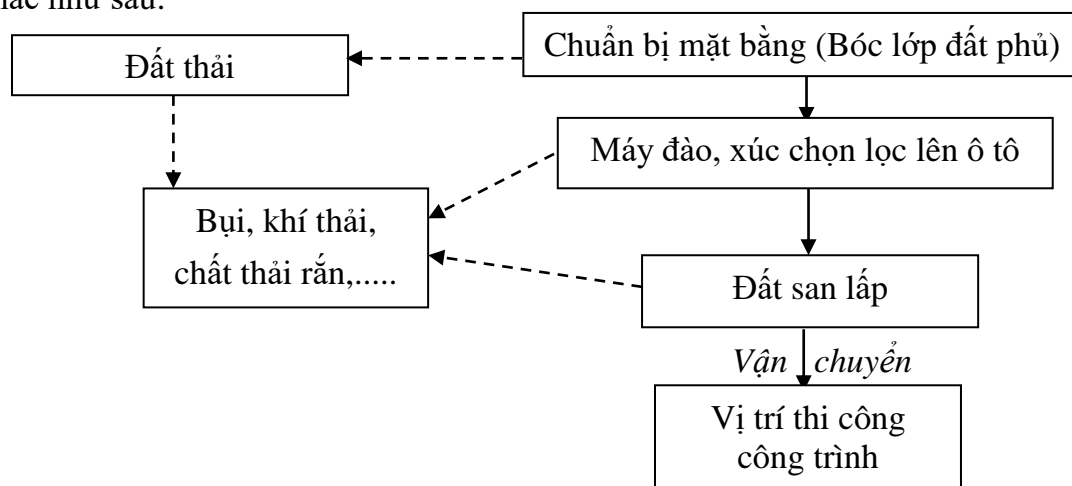 như sau:
Chuẩn bị mặt bằng (Bóc lớp đất phủ)
Đất thải
Máy đào, xúc chọn lọc lên ô tô
Bụi, khí thải,
chất thải rắn,.....
Đất san lấp
Vận chuyển
Vị trí thi công
công trình